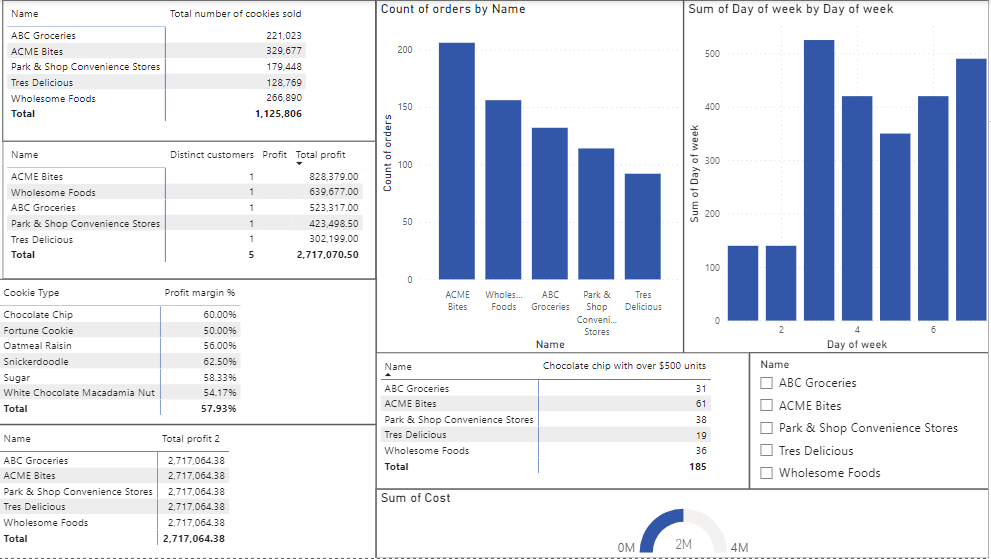 Name Total number of cookies sold
ABC Groceries 221,023
ACME Bites 329,677
Park & Shop Convenience Stores 179,448
Tres Delicious 128,769
Wholesome Foods 266,890
Total 1,125,806
Name Distinct customers Profit Total profit
ACME Bites 1 828,379.00
Wholesome Foods 1 639,677.00
ABC Groceries 1 523,317.00
Park & Shop Convenience Stores 1 423,498.50
Tres Delicious 1 302,199.00
Total 5 2,717,070.50
Cookie Type Profit margin %
Chocolate Chip 60.00%
Fortune Cookie 50.00%
Oatmeal Raisin 56.00%
Snickerdoodle 62.50%
Sugar 58.33%
White Chocolate Macadamia Nut 54.17%
Total 57.93%
Name Total profit 2
ABC Groceries 2,717,064.38
ACME Bites 2,717,064.38
Park & Shop Convenience Stores 2,717,064.38
Tres Delicious 2,717,064.38
Wholesome Foods 2,717,064.38
Total 2,717,064.38
Count of orders by Name
Count of orders
200
150
100
50
0
ACME Wholes... ABC Park & Tres
Bites Foods Groceries Shop Delicious
Conveni...
Stores
Name
Sum of Day of week by Day of week
Sum of Day of week
500
400
300
200
100
0
2 4 6
Day of week
Name Chocolate chip with over $500 units
ABC Groceries 31
ACME Bites 61
Park & Shop Convenience Stores 38
Tres Delicious 19
Wholesome Foods 36
Total 185
Name
ABC Groceries
ACME Bites
Park & Shop Convenience Stores
Tres Delicious
Wholesome Foods
Sum of Cost
0M 2M 4M